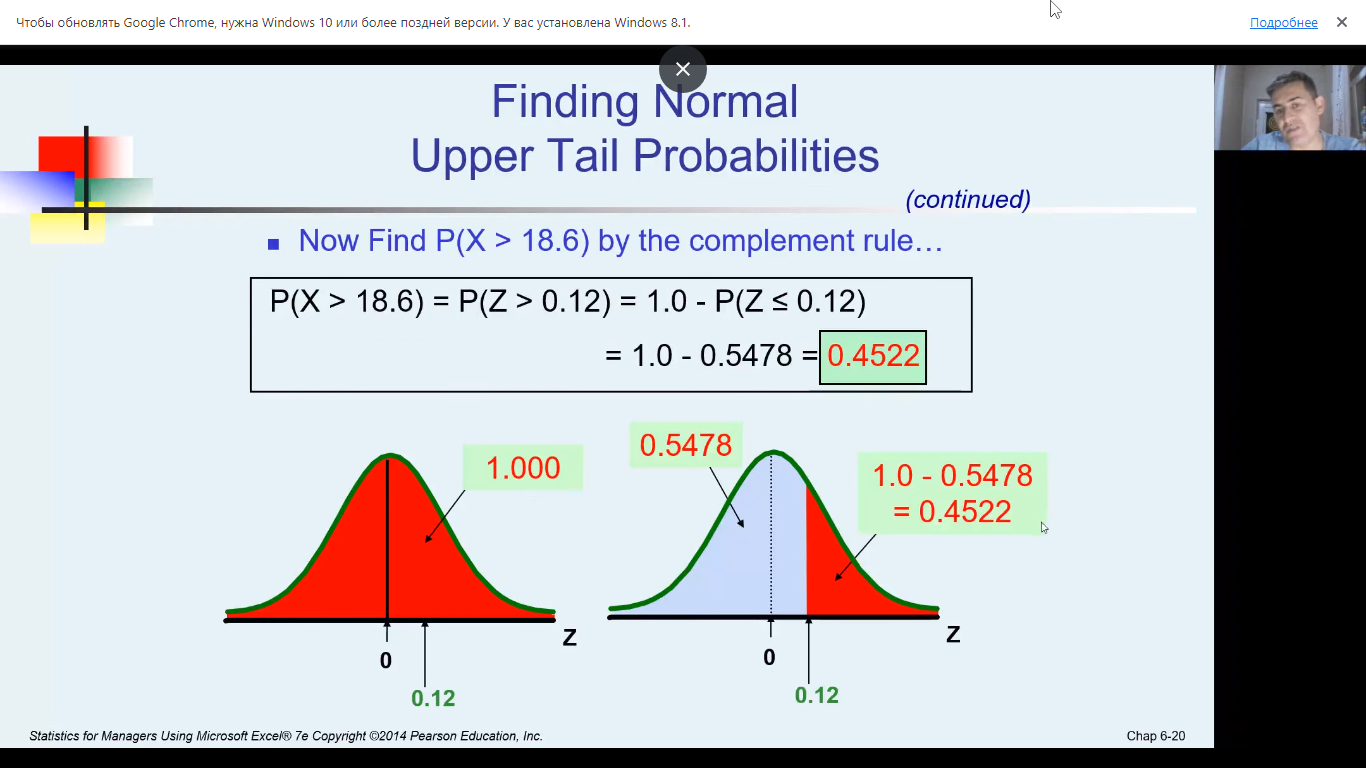 Чтобы обновлять Google Chrome, нужна Windows 10 или более поздней версии. У вас установлена Windows 8.1.
Подробнее
Finding Normal
Upper Tail Probabilities
(continued)
Now Find P(X > 18.6) by the complement rule…
P(X > 18.6) = P(Z > 0.12) = 1.0 - P(Z ≤ 0.12)
= 1.0 - 0.5478 = 0.4522
1.000
0.5478
1.0 - 0.5478
= 0.4522
Z
0
0.12
Z
0
0.12
Statistics for Managers Using Microsoft Excel® 7e Copyright ©2014 Pearson Education, Inc.
Chap 6-20